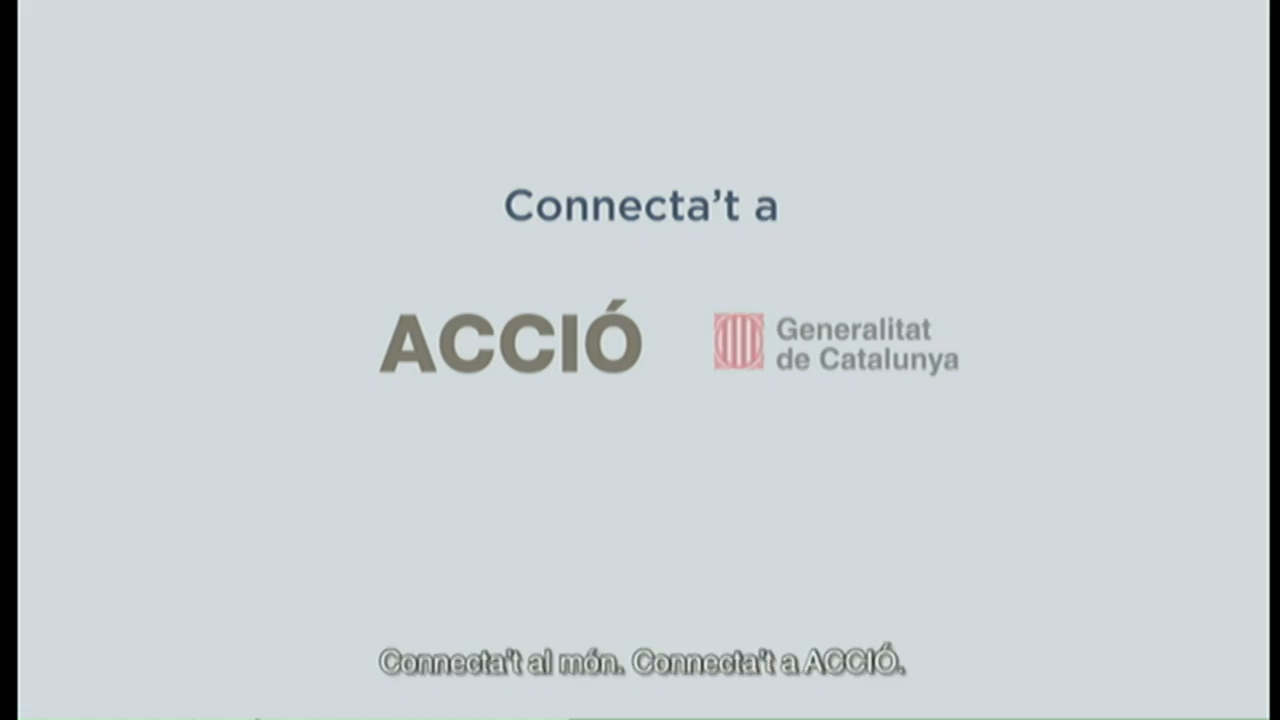 Connecta’t a
ACCIÓ
Generalitat
de Catalunya
Connecta't al món. Connecta't a ACCIÓ.